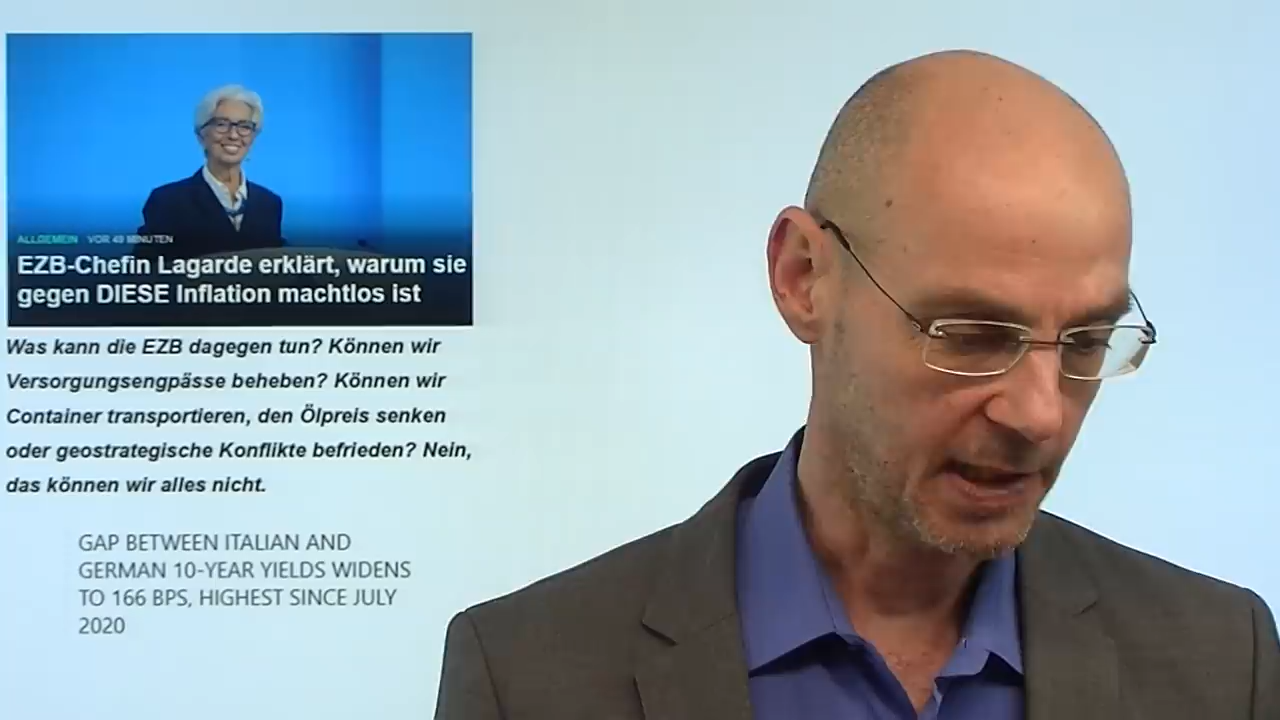 ALLGEMEIN VOR 49 MINUTEN
EZB-Chefin Lagarde erklärt, warum sie
gegen DIESE Inflation machtlos ist
Was kann die EZB dagegen tun? Können wir
Versorgungsengpässe beheben? Können wir
Container transportieren, den Ölpreis senken
oder geostrategische Konflikte befrieden? Nein,
das können wir alles nicht.
GAP BETWEEN ITALIAN AND
GERMAN 10-YEAR YIELDS WIDENS
TO 166 BPS, HIGHEST SINCE JULY
2020